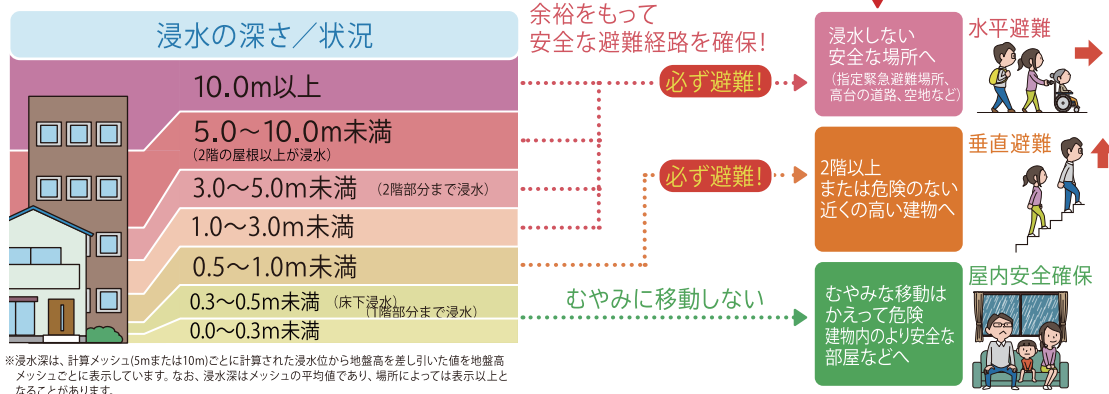 浸水の深さ／状況
10.0m以上
5.0～10.0m未満
(2階の屋根以上が浸水)
3.0～5.0m未満 (2階部分まで浸水)
1.0～3.0m未満
0.5～1.0m未満
0.3～0.5m未満 (床下浸水)
(1階部分まで浸水)
0.0～0.3m未満
※浸水深は、計算メッシュ(5mまたは10m)ごとに計算された浸水位から地盤高を差し引いた値を地盤高
メッシュごとに表示しています。なお、浸水深はメッシュの平均値であり、場所によっては表示以上と
なることがあります。
余裕をもって
安全な避難経路を確保!
必ず避難!
浸水しない
安全な場所へ
(指定緊急避難場所、
高台の道路、空地など)
水平避難
必ず避難!
2階以上
または危険のない
近くの高い建物へ
垂直避難
むやみに移動しない
むやみな移動は
かえって危険
建物内のより安全な
部屋などへ
屋内安全確保